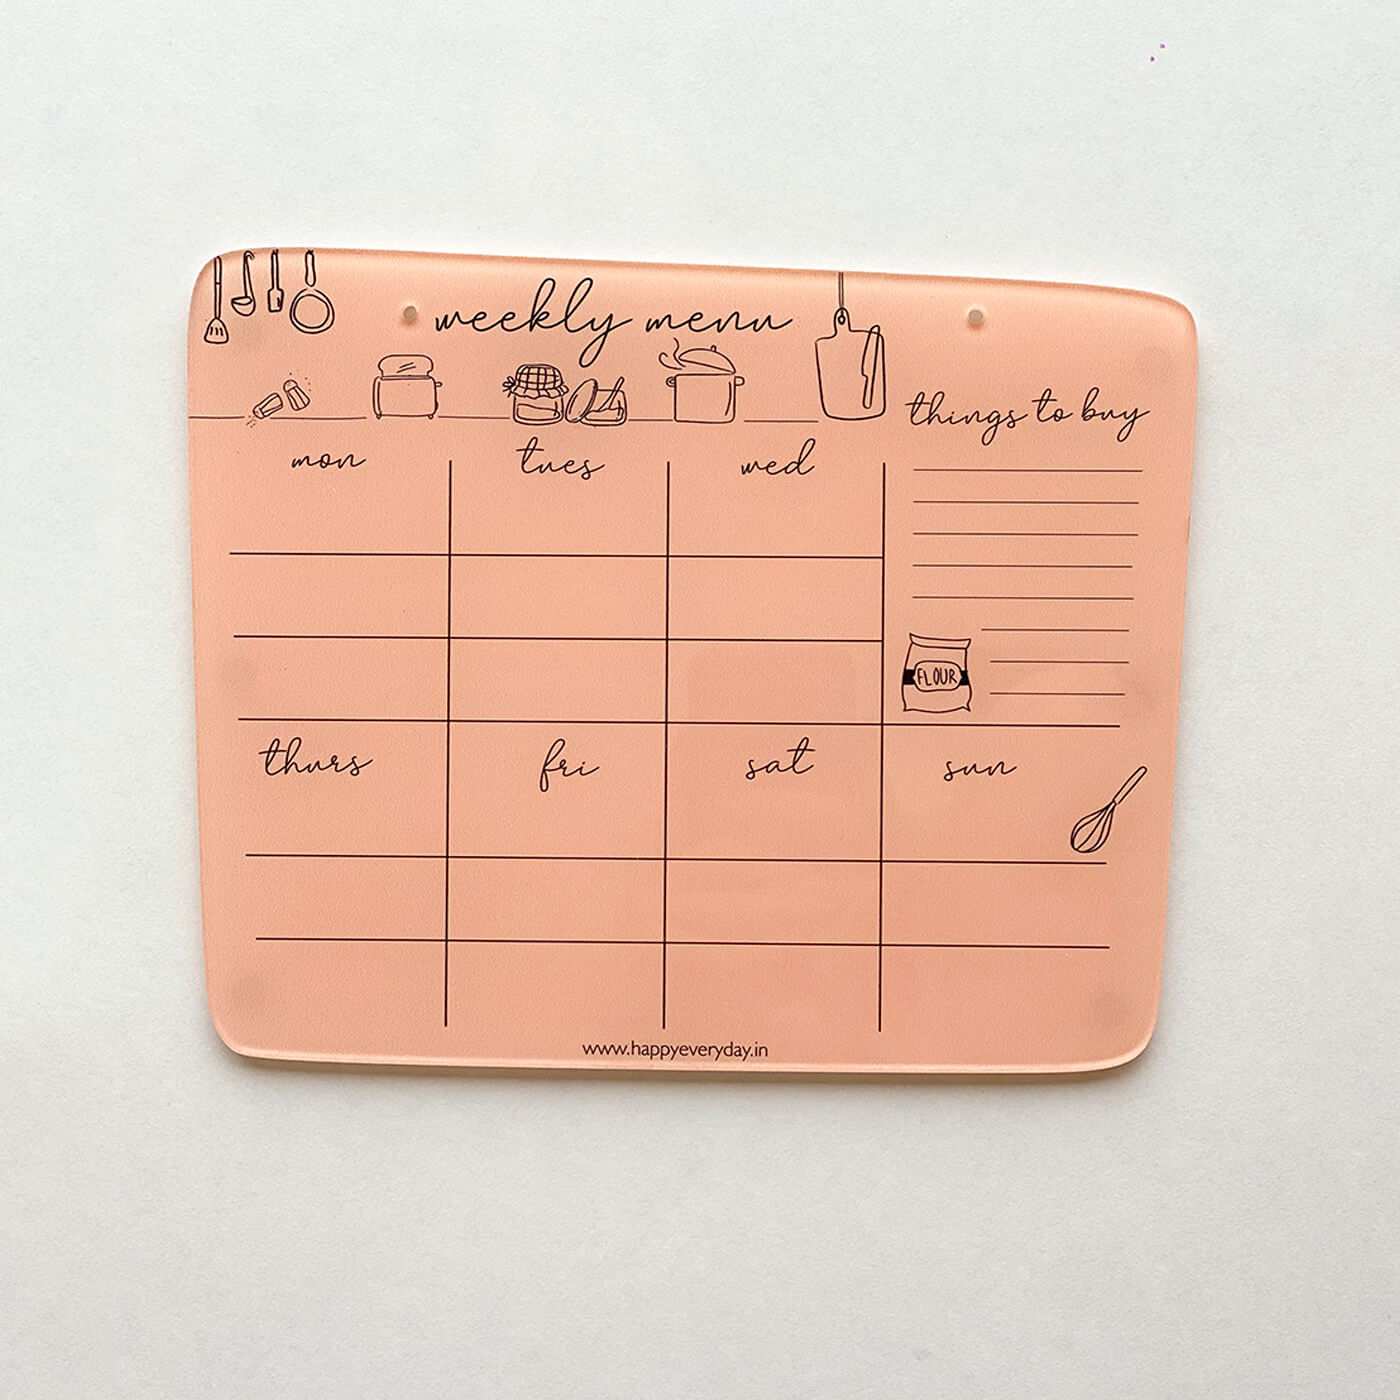 weekly menu
things to buy
mon tues wed
FLOUR
thurs fri sat sun
www.happyeveryday.in